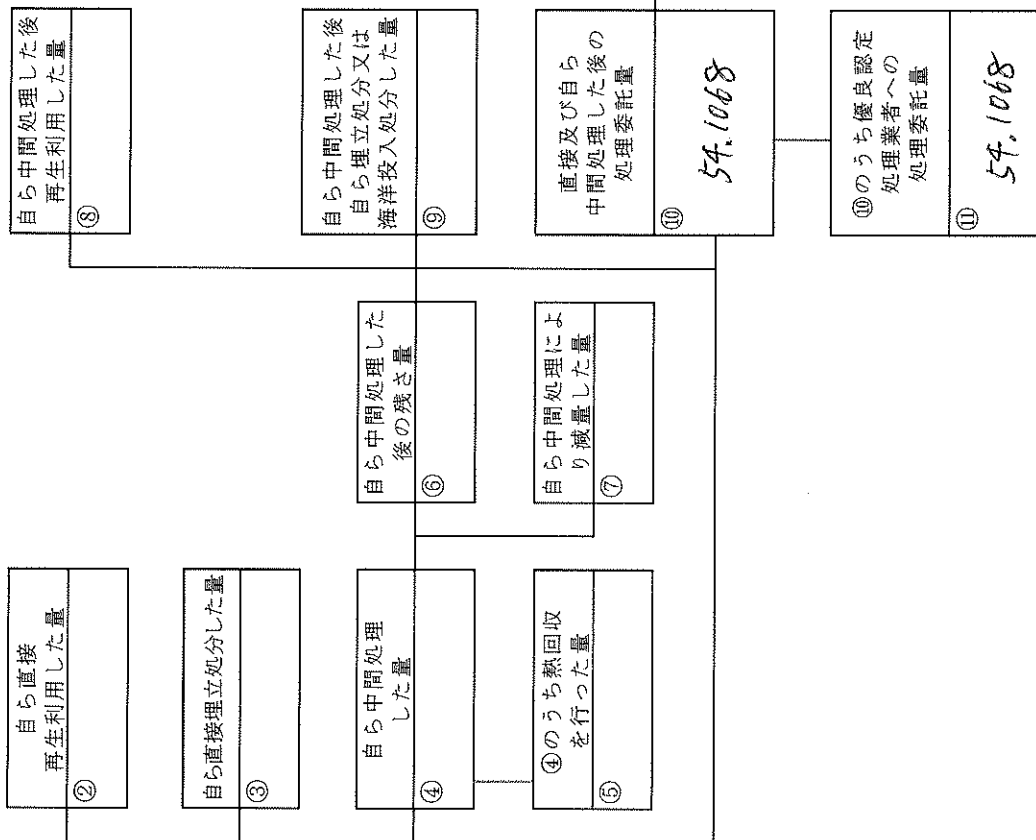 自ら直接
再生利用した量
②
自ら直接埋立処分した量
③
自ら中間処理
した量
④
④のうち熱回収
を行った量
⑤
自ら中間処理した
後の残さ量
⑥
自ら中間処理によ
り減量した量
⑦
自ら中間処理した後
再生利用した量
⑧
自ら中間処理した後
自ら埋立処分又は
海洋投入処分した量
⑨
直接及び自ら
中間処理した後の
処理委託量
⑩
54.1068
⑩のうち優良認定
処理業者への
処理委託量
⑪
54.1068